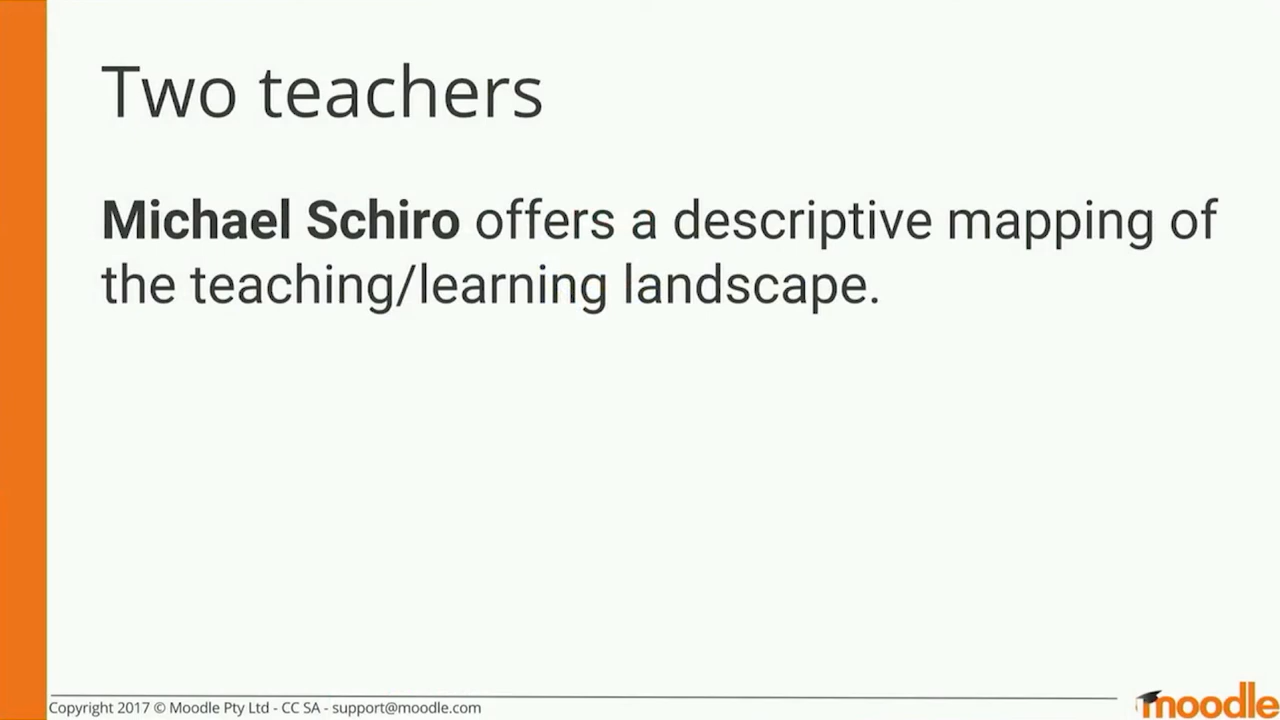 Two teachers
Michael Schiro offers a descriptive mapping of
the teaching/learning landscape.
Copyright 2017 © Moodle Pty Ltd - CC SA - support@moodle.com
moodle